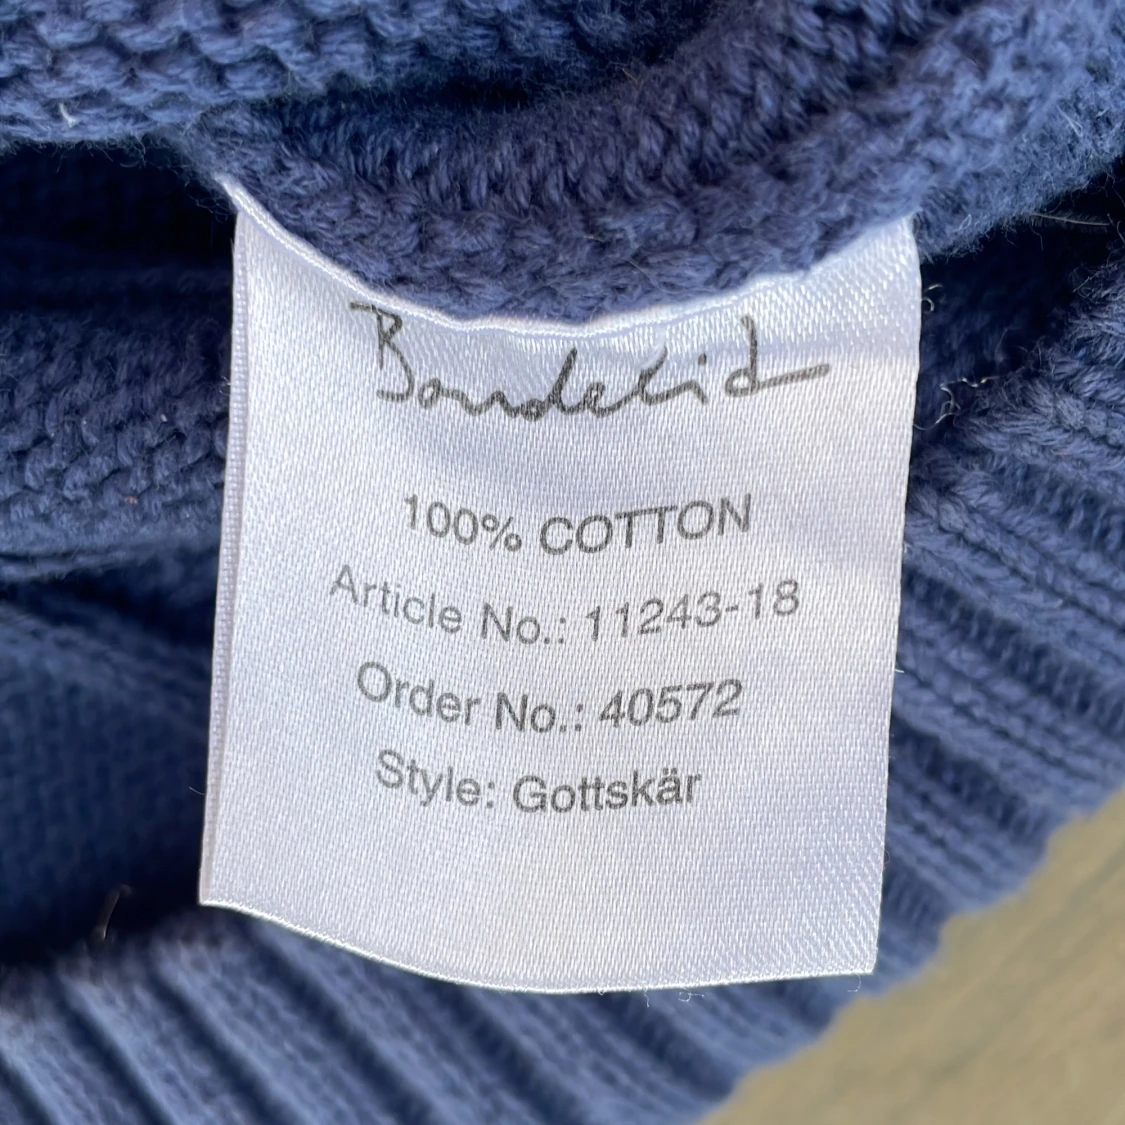 Bondelid
100% COTTON
Article No.: 11243-18
Order No.: 40572
Style: Gottskär